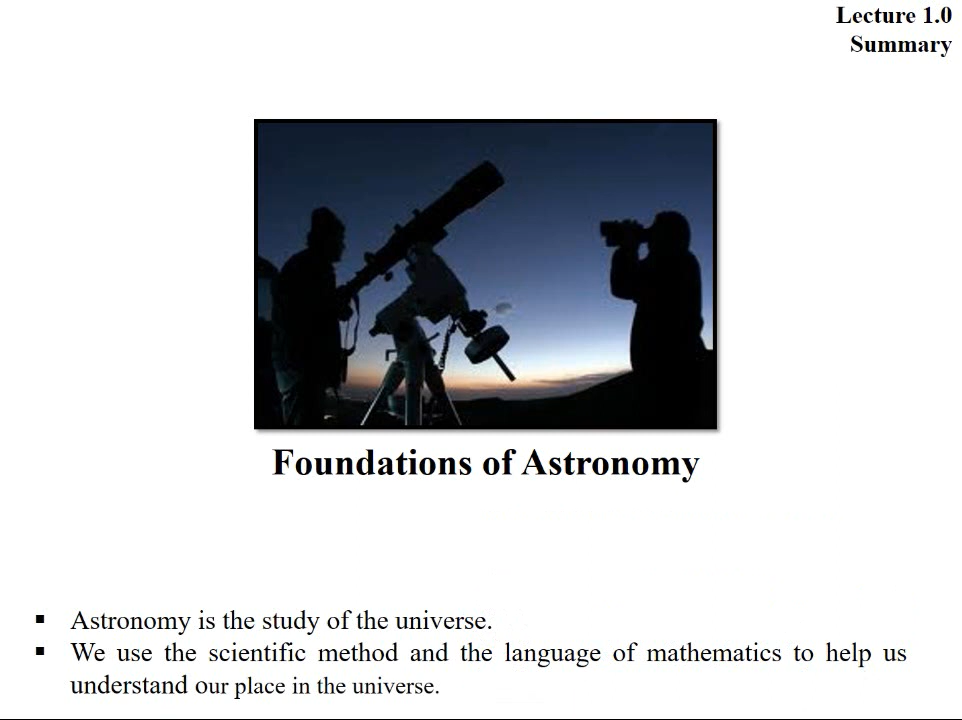 Lecture 1.0
Summary
Foundations of Astronomy
▪ Astronomy is the study of the universe.
▪ We use the scientific method and the language of mathematics to help us
understand our place in the universe.